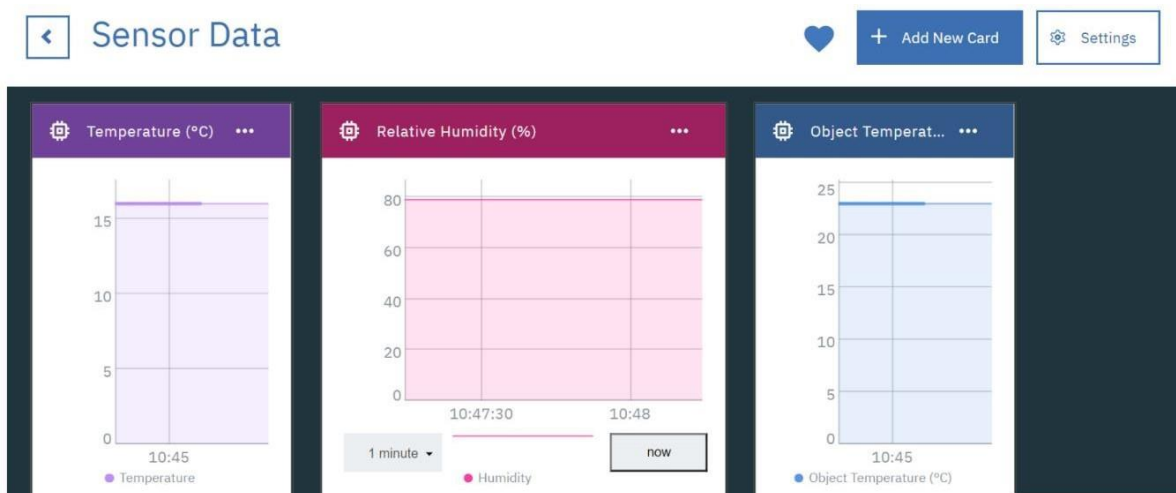 Sensor Data
+ Add New Card
Settings
Temperature (°C) •••
15
10
5
0
10:45
Temperature
Relative Humidity (%) •••
80
60
40
20
0
10:47:30 10:48
1 minute
now
Humidity
Object Temperat... •••
25
20
15
10
5
0
10:45
Object Temperature (°C)